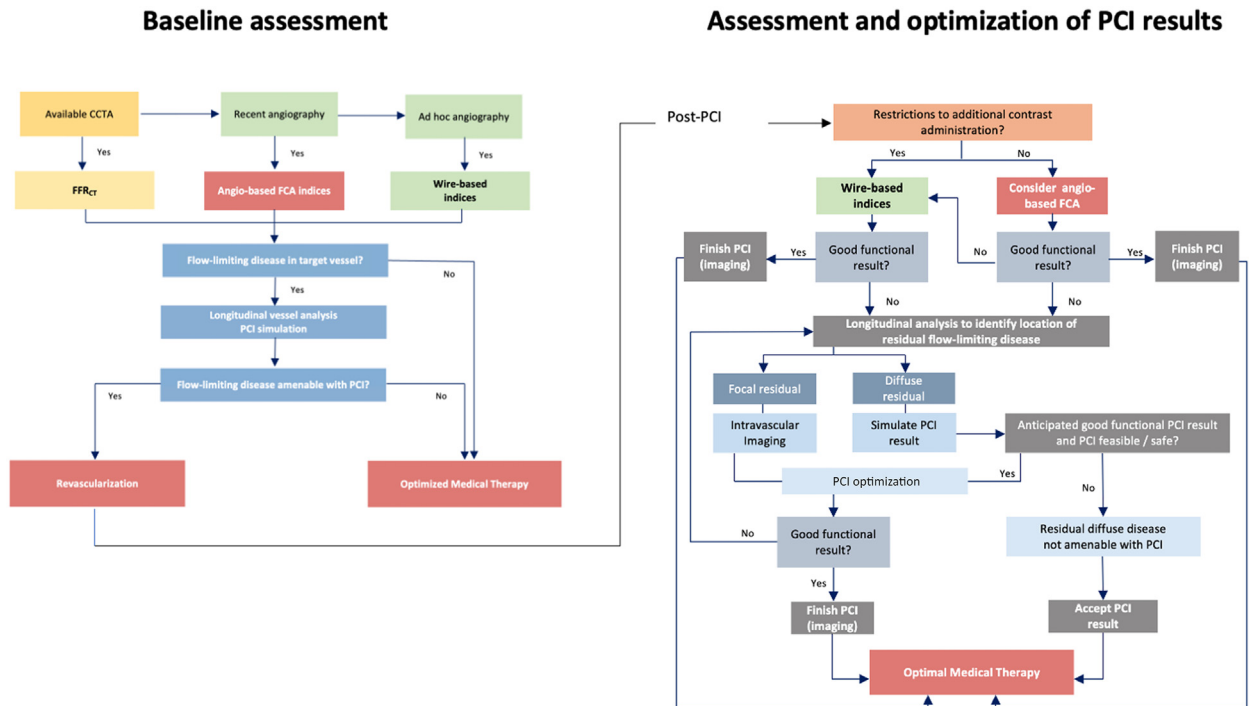 Baseline assessment
Available CCTA
Recent angiography
Ad hoc angiography
Yes
Yes
Yes
FFRCT
Angio-based FCA indices
Wire-based
indices
Flow-limiting disease in target vessel?
No
Yes
Longitudinal vessel analysis
PCI simulation
Flow-limiting disease amenable with PCI?
Yes
No
Revascularization
Optimized Medical Therapy
Assessment and optimization of PCI results
Post-PCI
Restrictions to additional contrast
administration?
Yes
No
Wire-based
indices
Consider angio-
based FCA
Finish PCI
(imaging)
Yes
Good functional
result?
No
Good functional
result?
Yes
Finish PCI
(imaging)
No
No
Longitudinal analysis to identify location of
residual flow-limiting disease
Focal residual
Diffuse
residual
Intravascular
Imaging
Simulate PCI
result
Anticipated good functional PCI result
and PCI feasible / safe?
PCI optimization
Yes
No
No
Good functional
result?
Residual diffuse disease
not amenable with PCI
Yes
Finish PCI
(imaging)
Accept PCI
result
Optimal Medical Therapy